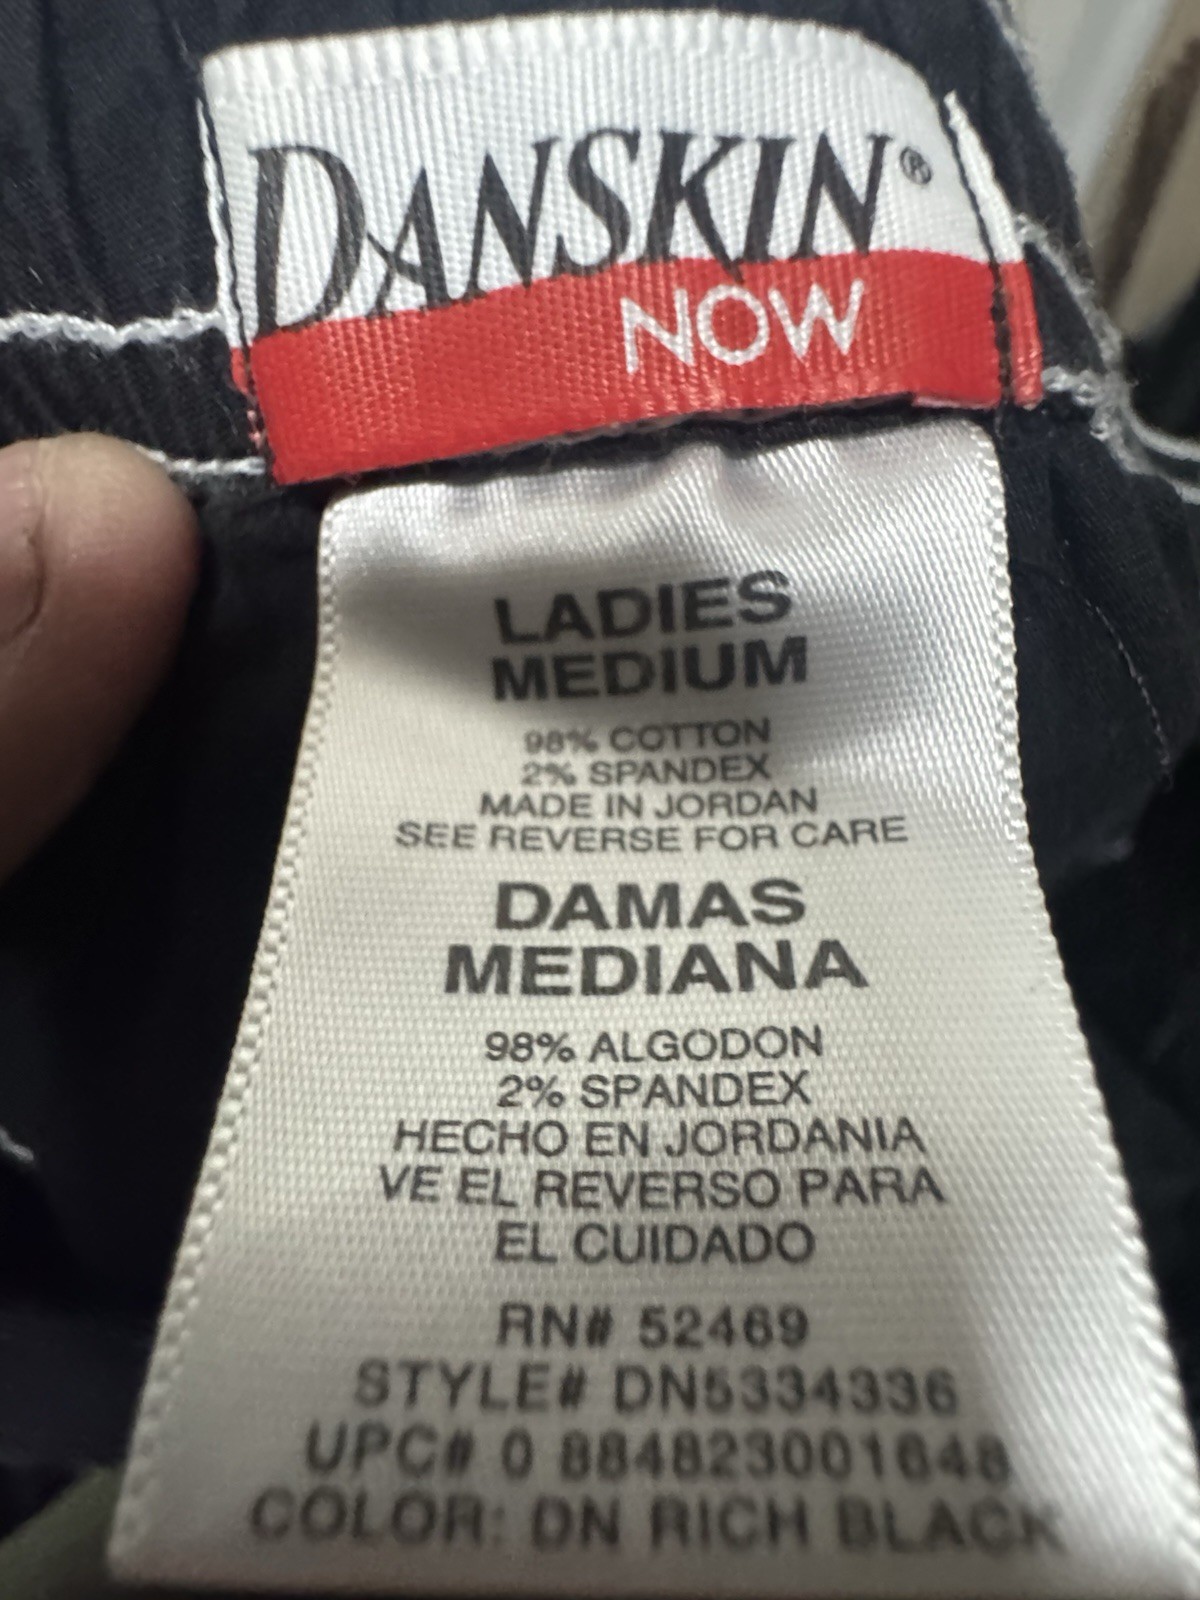 DANSKIN®
NOW
LADIES
MEDIUM
98% COTTON
2% SPANDEX
MADE IN JORDAN
SEE REVERSE FOR CARE
DAMAS
MEDIANA
98% ALGODON
2% SPANDEX
HECHO EN JORDANIA
VE EL REVERSO PARA
EL CUIDADO
RN# 52469
STYLE# DN5334336
UPC# 0 884823001648
COLOR: DN RICH BLACK